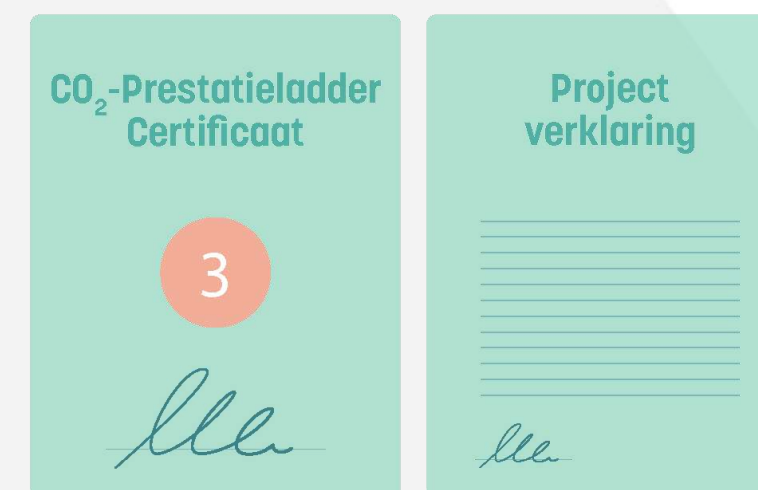 CO₂-Prestatieladder
Certificaat
3
Project
verklaring